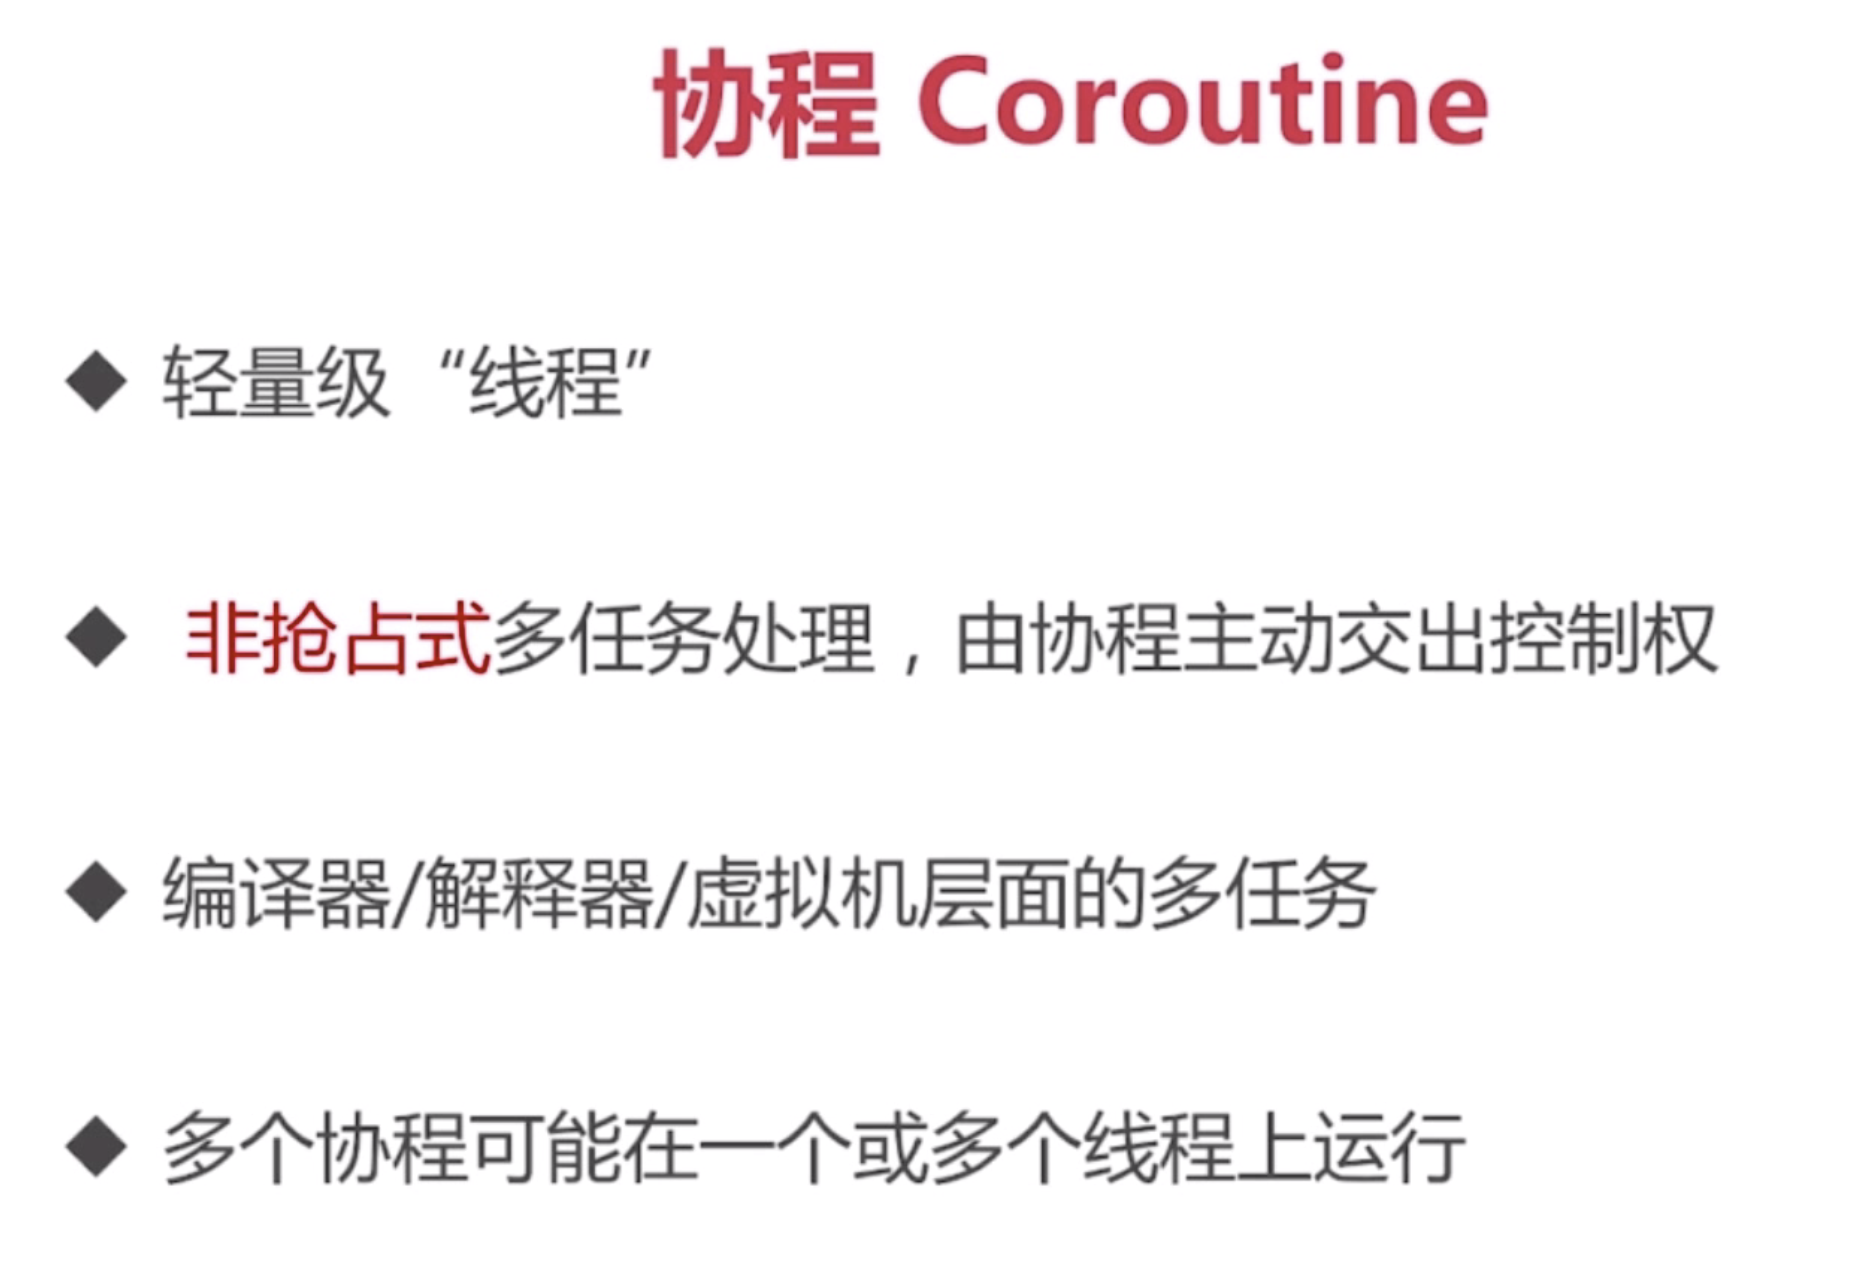 协程 Coroutine
◆ 轻量级“线程”
◆ 非抢占式多任务处理，由协程主动交出控制权
◆ 编译器/解释器/虚拟机层面的多任务
◆ 多个协程可能在一个或多个线程上运行